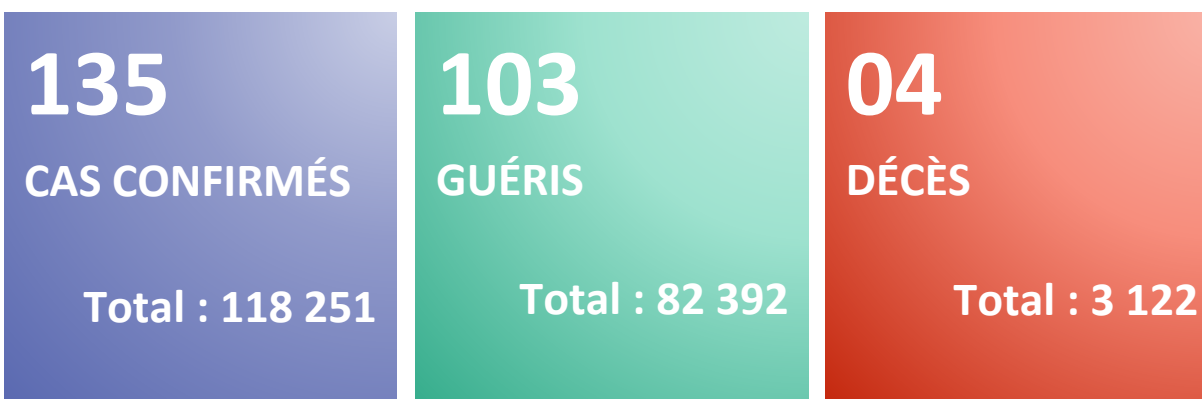 135
CAS CONFIRMÉS
Total : 118 251
103
GUÉRIS
Total : 82 392
04
DÉCÈS
Total : 3 122